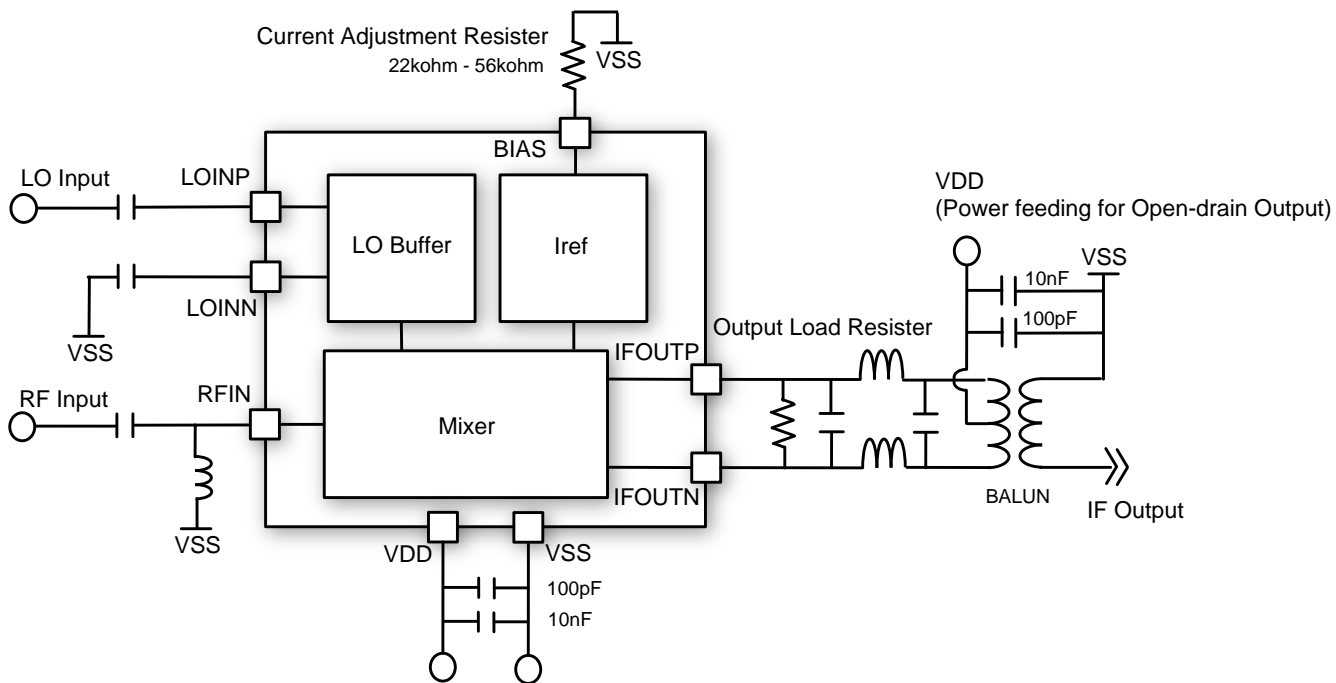 Current Adjustment Resister
22kohm - 56kohm
VSS
BIAS
LO Input
LOINP
LO Buffer
Iref
VDD
(Power feeding for Open-drain Output)
VSS
10nF
100pF
LOINN
VSS
Output Load Resister
IFOUTP
RF Input
RFIN
Mixer
VSS
IFOUTN
BALUN
IF Output
VDD
VSS
100pF
10nF